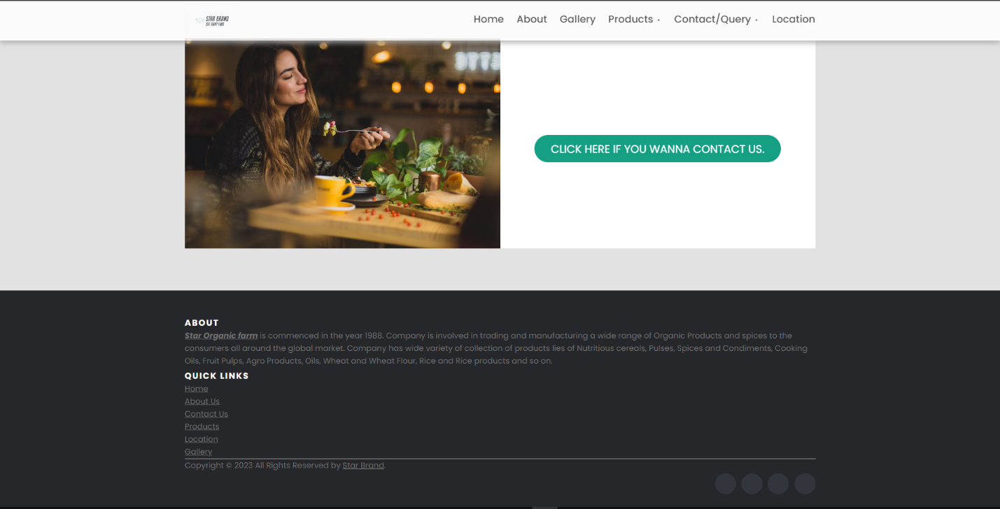 STAR BRAND
EAT RIGHT FOOD
Home About Gallery Products Contact/Query Location
CLICK HERE IF YOU WANNA CONTACT US.
ABOUT
Star Organic farm is commenced in the year 1988. Company is involved in trading and manufacturing a wide range of Organic Products and spices to the
consumers all around the global market. Company has wide variety of collection of products lies of Nutritious cereals, Pulses, Spices and Condiments, Cooking
Oils, Fruit Pulps, Agro Products, Oils, Wheat and Wheat Flour, Rice and Rice products and so on.
QUICK LINKS
Home
About Us
Contact Us
Products
Location
Gallery
Copyright © 2023 All Rights Reserved by Star Brand.